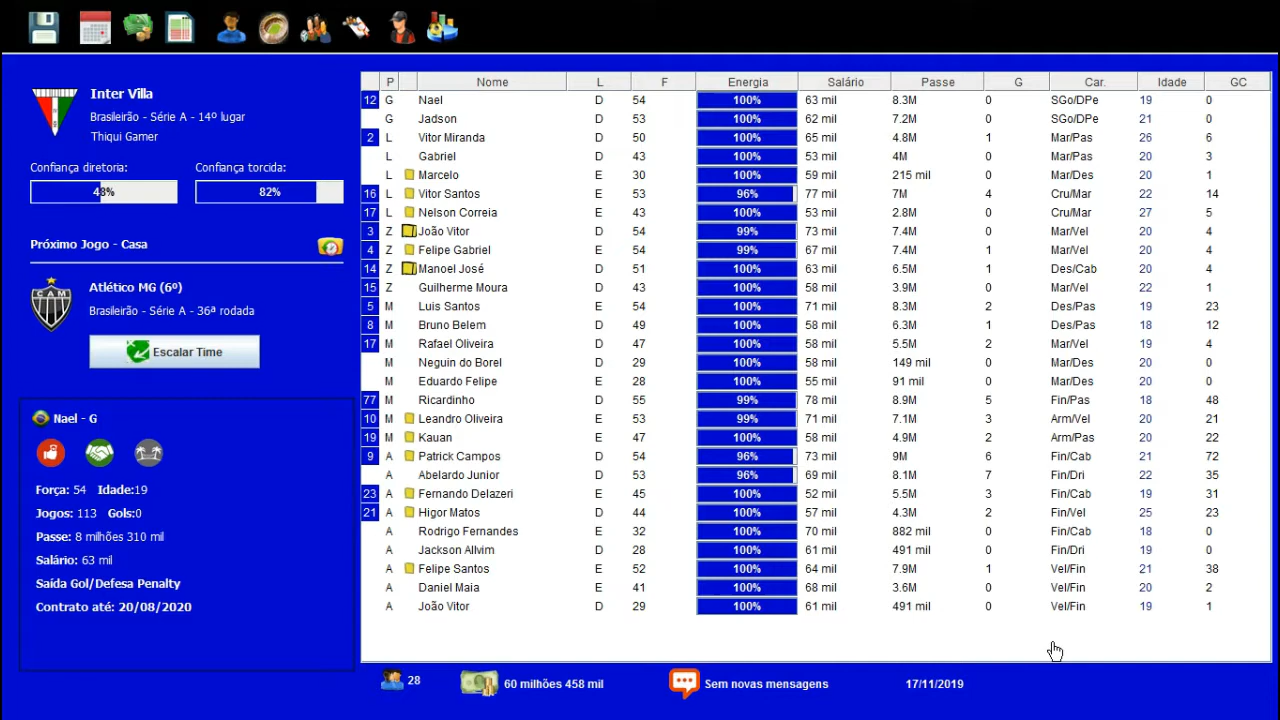 Inter Villa
Brasileirão - Série A - 14º lugar
Thiqui Gamer
Confiança diretoria: Confiança torcida:
48% 82%
Próximo Jogo - Casa
CAM
Atlético MG (6º)
Brasileirão - Série A - 36ª rodada
Escalar Time
Nael - G
Força: 54 Idade:19
Jogos: 113 Gols:0
Passe: 8 milhões 310 mil
Salário: 63 mil
Saída Gol/Defesa Penalty
Contrato até: 20/08/2020
P Nome L F Energia Salário Passe G Car. Idade GC
12 G Nael D 54 100% 63 mil 8.3M 0 SGo/DPe 19 0
G Jadson D 53 100% 62 mil 7.2M 0 SGo/DPe 21 0
2 L Vitor Miranda D 50 100% 65 mil 4.8M 1 Mar/Pas 26 6
L Gabriel D 43 100% 53 mil 4M 0 Mar/Pas 20 3
L Marcelo E 30 100% 59 mil 215 mil 0 Mar/Des 20 1
16 L Vitor Santos E 53 96% 77 mil 7M 4 Cru/Mar 22 14
17 L Nelson Correia E 43 100% 53 mil 2.8M 0 Cru/Mar 27 5
3 Z João Vitor D 54 99% 73 mil 7.4M 0 Mar/Vel 20 4
4 Z Felipe Gabriel E 54 99% 67 mil 7.4M 1 Mar/Vel 20 4
14 Z Manoel José D 51 100% 63 mil 6.5M 1 Des/Cab 20 4
15 Z Guilherme Moura D 43 100% 58 mil 3.9M 0 Mar/Vel 22 1
5 M Luis Santos E 54 100% 71 mil 8.3M 2 Des/Pas 19 23
8 M Bruno Belem D 49 100% 58 mil 6.3M 1 Des/Pas 18 12
17 M Rafael Oliveira D 47 100% 58 mil 5.5M 2 Mar/Vel 19 4
M Neguin do Borel D 29 100% 58 mil 149 mil 0 Mar/Des 20 0
M Eduardo Felipe E 28 100% 55 mil 91 mil 0 Mar/Des 20 0
77 M Ricardinho D 55 99% 78 mil 8.9M 5 Fin/Pas 18 48
10 M Leandro Oliveira E 53 99% 71 mil 7.1M 3 Arm/Vel 20 21
19 M Kauan E 47 100% 58 mil 4.9M 2 Arm/Pas 20 22
9 A Patrick Campos D 54 96% 73 mil 9M 6 Fin/Cab 21 72
A Abelardo Junior D 53 96% 69 mil 8.1M 7 Fin/Dri 22 35
23 A Fernando Delazeri E 45 100% 52 mil 5.5M 3 Fin/Cab 19 31
21 A Higor Matos D 44 100% 57 mil 4.3M 2 Fin/Vel 25 23
A Rodrigo Fernandes E 32 100% 70 mil 882 mil 0 Fin/Cab 18 0
A Jackson Allvim D 28 100% 61 mil 491 mil 0 Fin/Dri 19 0
A Felipe Santos E 52 100% 64 mil 7.9M 1 Vel/Fin 21 38
A Daniel Maia E 41 100% 68 mil 3.6M 0 Vel/Fin 20 2
A João Vitor D 29 100% 61 mil 491 mil 0 Vel/Fin 19 1
28 60 milhões 458 mil Sem novas mensagens 17/11/2019